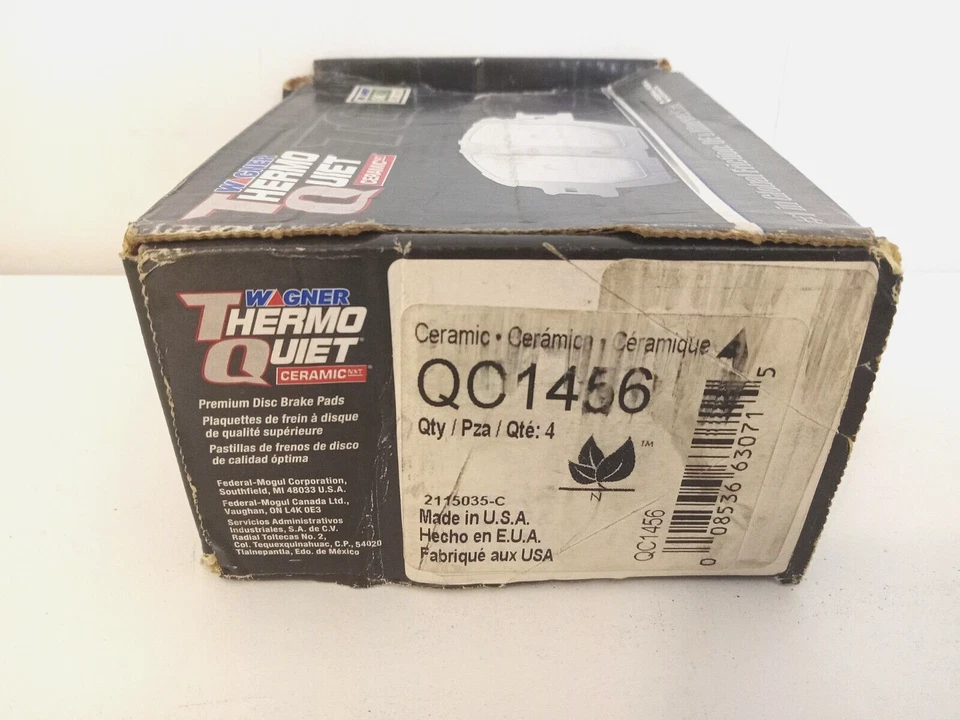 WAGNER
THERMO
QUIET
CERAMIC NXT
WAGNER
THERMO
QUIET
CERAMIC NXT
Premium Disc Brake Pads
Plaquettes de frein à disque
de qualité supérieure
Pastillas de frenos de disco
de calidad óptima
Federal-Mogul Corporation,
Southfield, MI 48033 U.S.A.
Federal-Mogul Canada Ltd.,
Vaughan, ON L4K 0E3
Servicios Administrativos
Industriales, S.A. de C.V.
Radial Toltecas No. 2,
Col. Tequexquinahuac, C.P. 54020
Tlalnepantla, Edo. de México
Ceramic • Cerámica • Céramique
QC1456
Qty / Pza / Qté: 4
TM
N
2115035-C
Made in U.S.A.
Hecho en E.U.A.
Fabriqué aux USA
QC1456
0 08536 63071 5